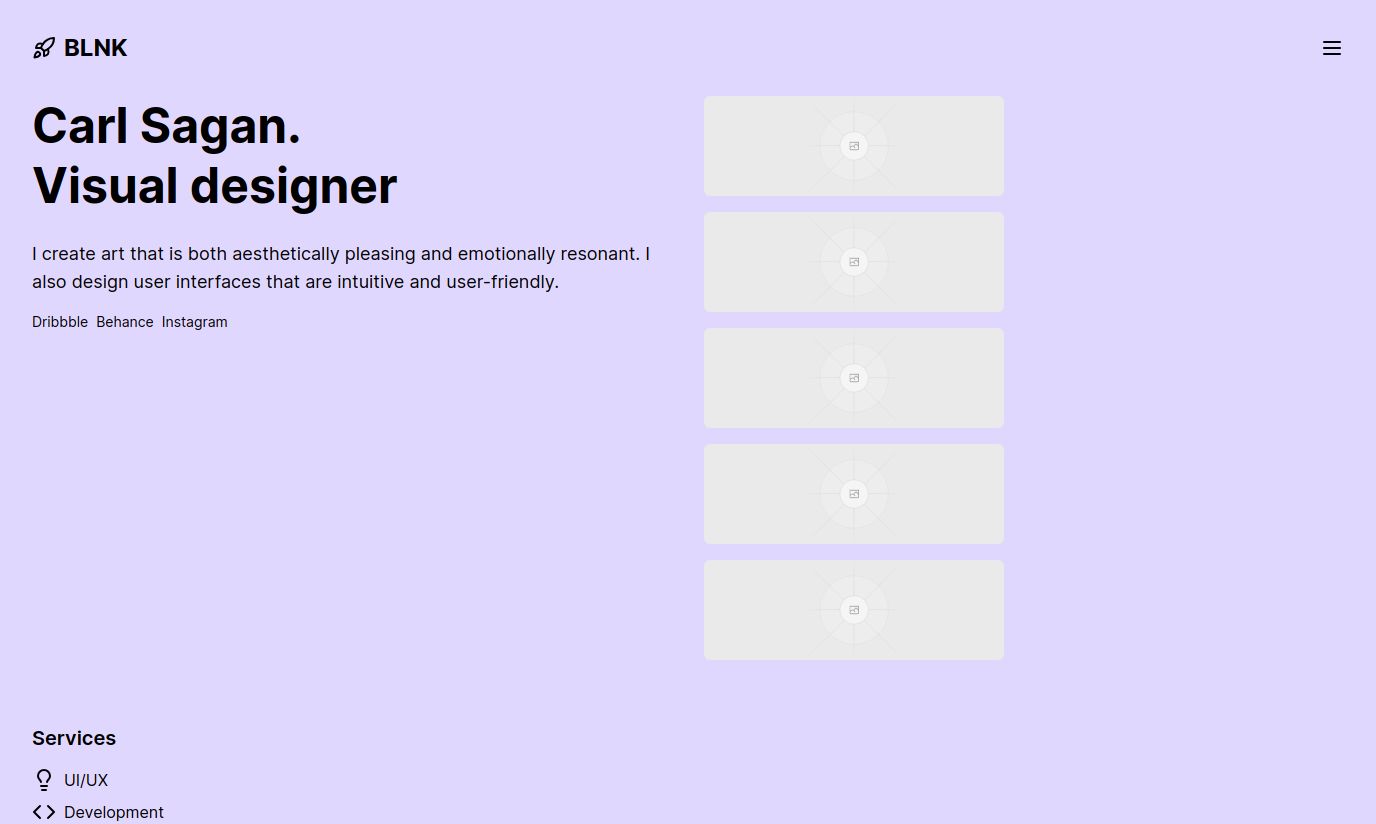 BLNK
Carl Sagan.
Visual designer
I create art that is both aesthetically pleasing and emotionally resonant. I
also design user interfaces that are intuitive and user-friendly.
Dribbble Behance Instagram
Services
UI/UX
Development